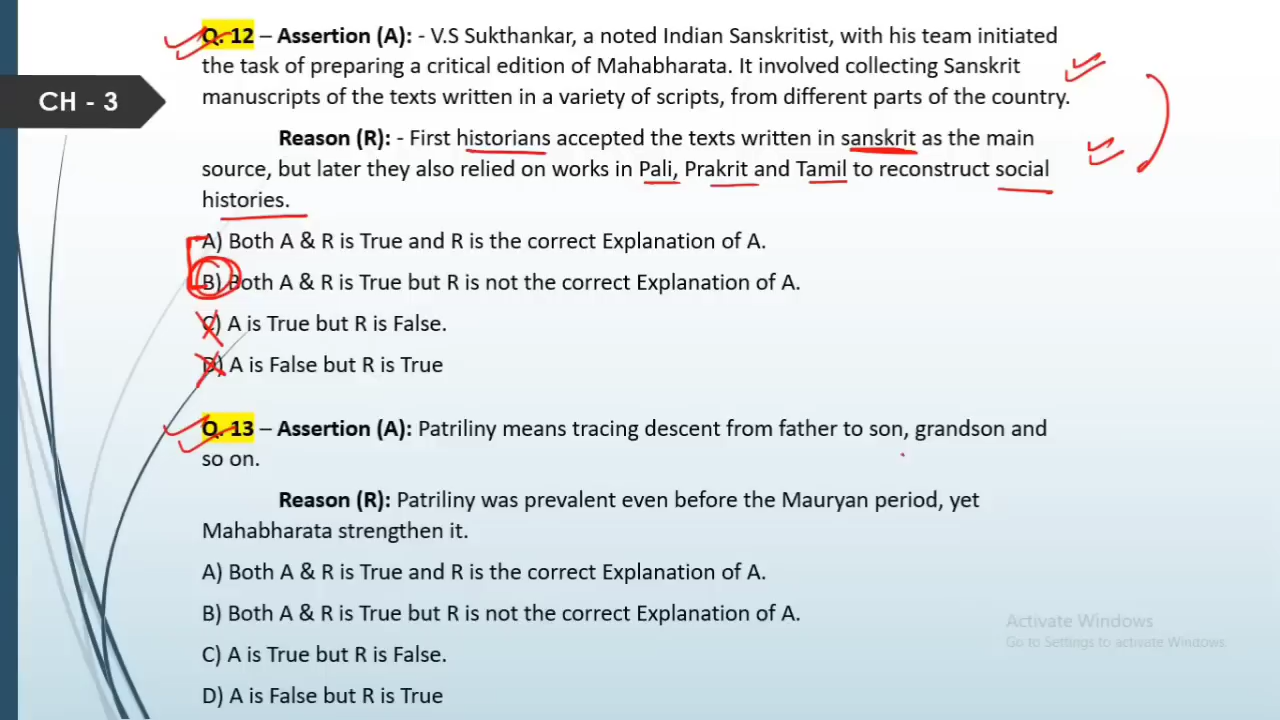 Q. 12 – Assertion (A): - V.S Sukthankar, a noted Indian Sanskritist, with his team initiated
the task of preparing a critical edition of Mahabharata. It involved collecting Sanskrit
CH - 3
manuscripts of the texts written in a variety of scripts, from different parts of the country.
Reason (R): - First historians accepted the texts written in sanskrit as the main
source, but later they also relied on works in Pali, Prakrit and Tamil to reconstruct social
histories.
A) Both A & R is True and R is the correct Explanation of A.
B) Both A & R is True but R is not the correct Explanation of A.
C) A is True but R is False.
D) A is False but R is True
Q. 13 – Assertion (A): Patriliny means tracing descent from father to son, grandson and
so on.
Reason (R): Patriliny was prevalent even before the Mauryan period, yet
Mahabharata strengthen it.
A) Both A & R is True and R is the correct Explanation of A.
B) Both A & R is True but R is not the correct Explanation of A.
C) A is True but R is False.
D) A is False but R is True
Activate Windows
Go to Settings to activate Windows.